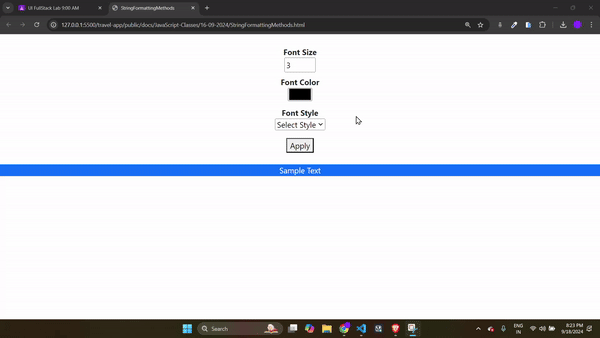 UI FullStack Lab 9:00 AM
StringFormattingMethods
127.0.0.1:5500/travel-app/public/docs/JavaScript-Classes/16-09-2024/StringFormattingMethods.html
Font Size
3
Font Color
Font Style
Select Style
Apply
Sample Text
Search
ENG
IN
8:23 PM
9/18/2024